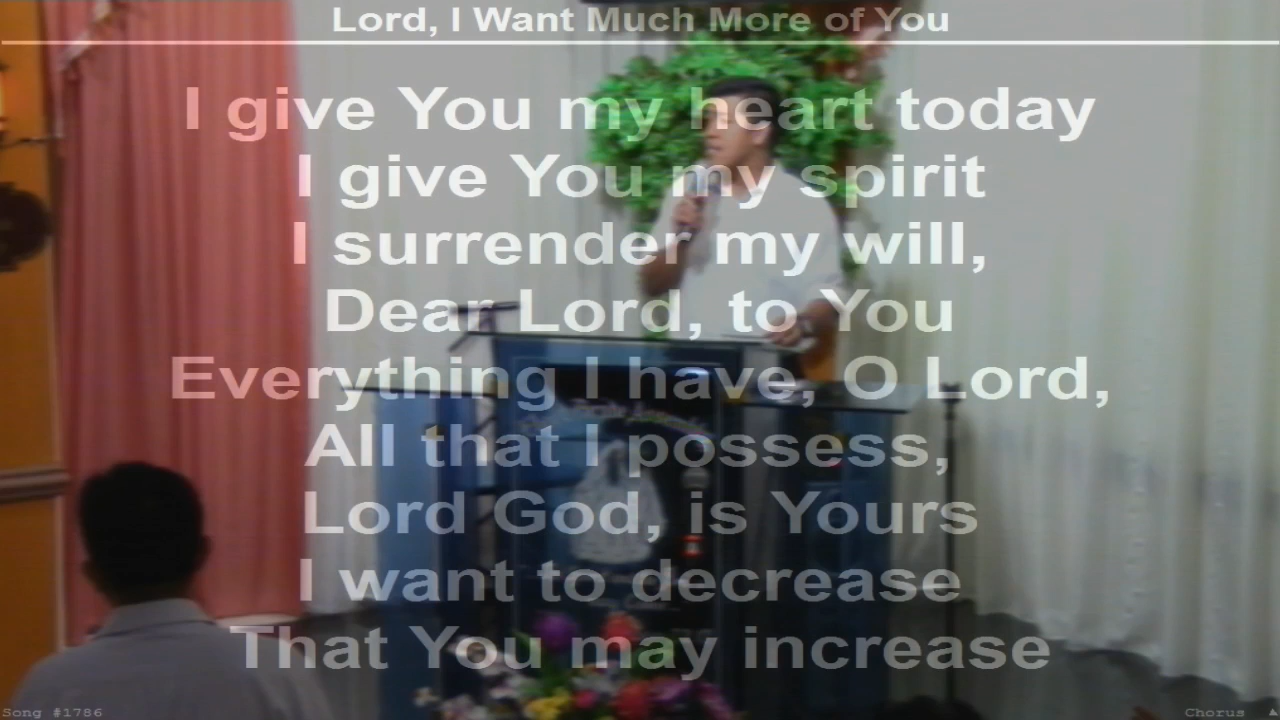 Lord, I Want Much More of You
I give You my heart today
I give You my spirit
I surrender my will,
Dear Lord, to You
Everything I have, O Lord,
All that I possess,
Lord God, is Yours
I want to decrease
That You may increase
Song #1786
Chorus ▲